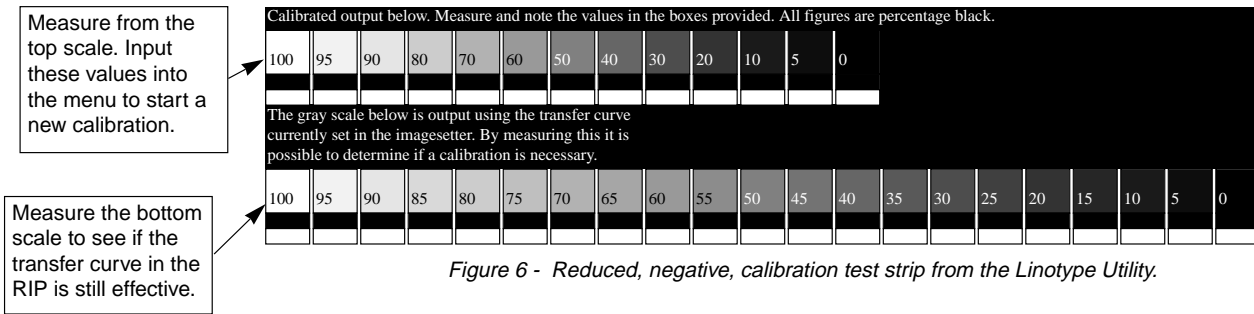 Measure from the
top scale. Input
these values into
the menu to start a
new calibration.
Calibrated output below. Measure and note the values in the boxes provided. All figures are percentage black.
100 95 90 80 70 60 50 40 30 20 10 5 0
The gray scale below is output using the transfer curve
currently set in the imagesetter. By measuring this it is
possible to determine if a calibration is necessary.
Measure the bottom
scale to see if the
transfer curve in the
RIP is still effective.
100 95 90 85 80 75 70 65 60 55 50 45 40 35 30 25 20 15 10 5 0
Figure 6 - Reduced, negative, calibration test strip from the Linotype Utility.